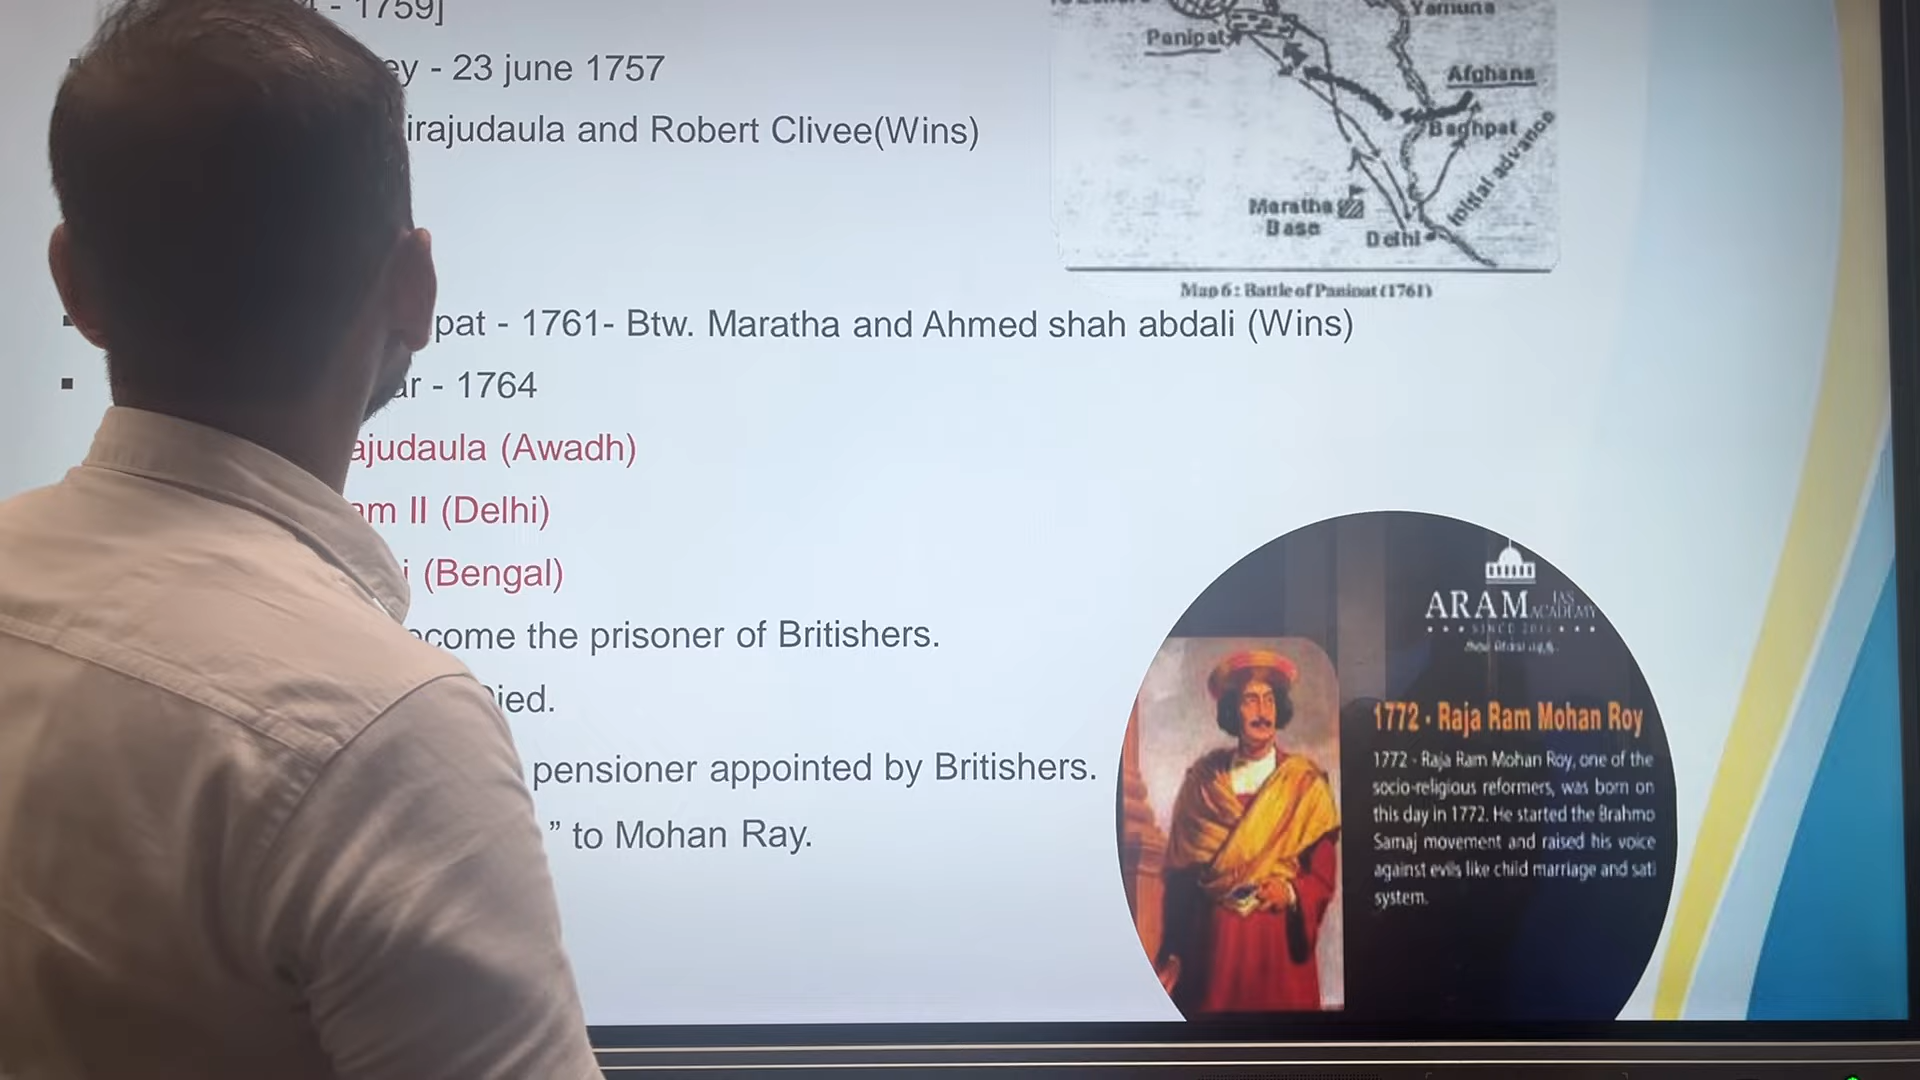 - 1759]
ey - 23 june 1757
irajudaula and Robert Clivee(Wins)
pat - 1761- Btw. Maratha and Ahmed shah abdali (Wins)
ar - 1764
ajudaula (Awadh)
am II (Delhi)
i (Bengal)
ecome the prisoner of Britishers.
ied.
pensioner appointed by Britishers.
” to Mohan Ray.
Yamuna
Panipat
Afghans
Baghpat
Initial advance
Maratha
Base
Delhi
Map 6 : Battle of Panipat (1761)
ARAM IAS
ACADEMY
1772 - Raja Ram Mohan Roy
1772 - Raja Ram Mohan Roy, one of the
socio-religious reformers, was born on
this day in 1772. He started the Brahmo
Samaj movement and raised his voice
against evils like child marriage and sati
system.